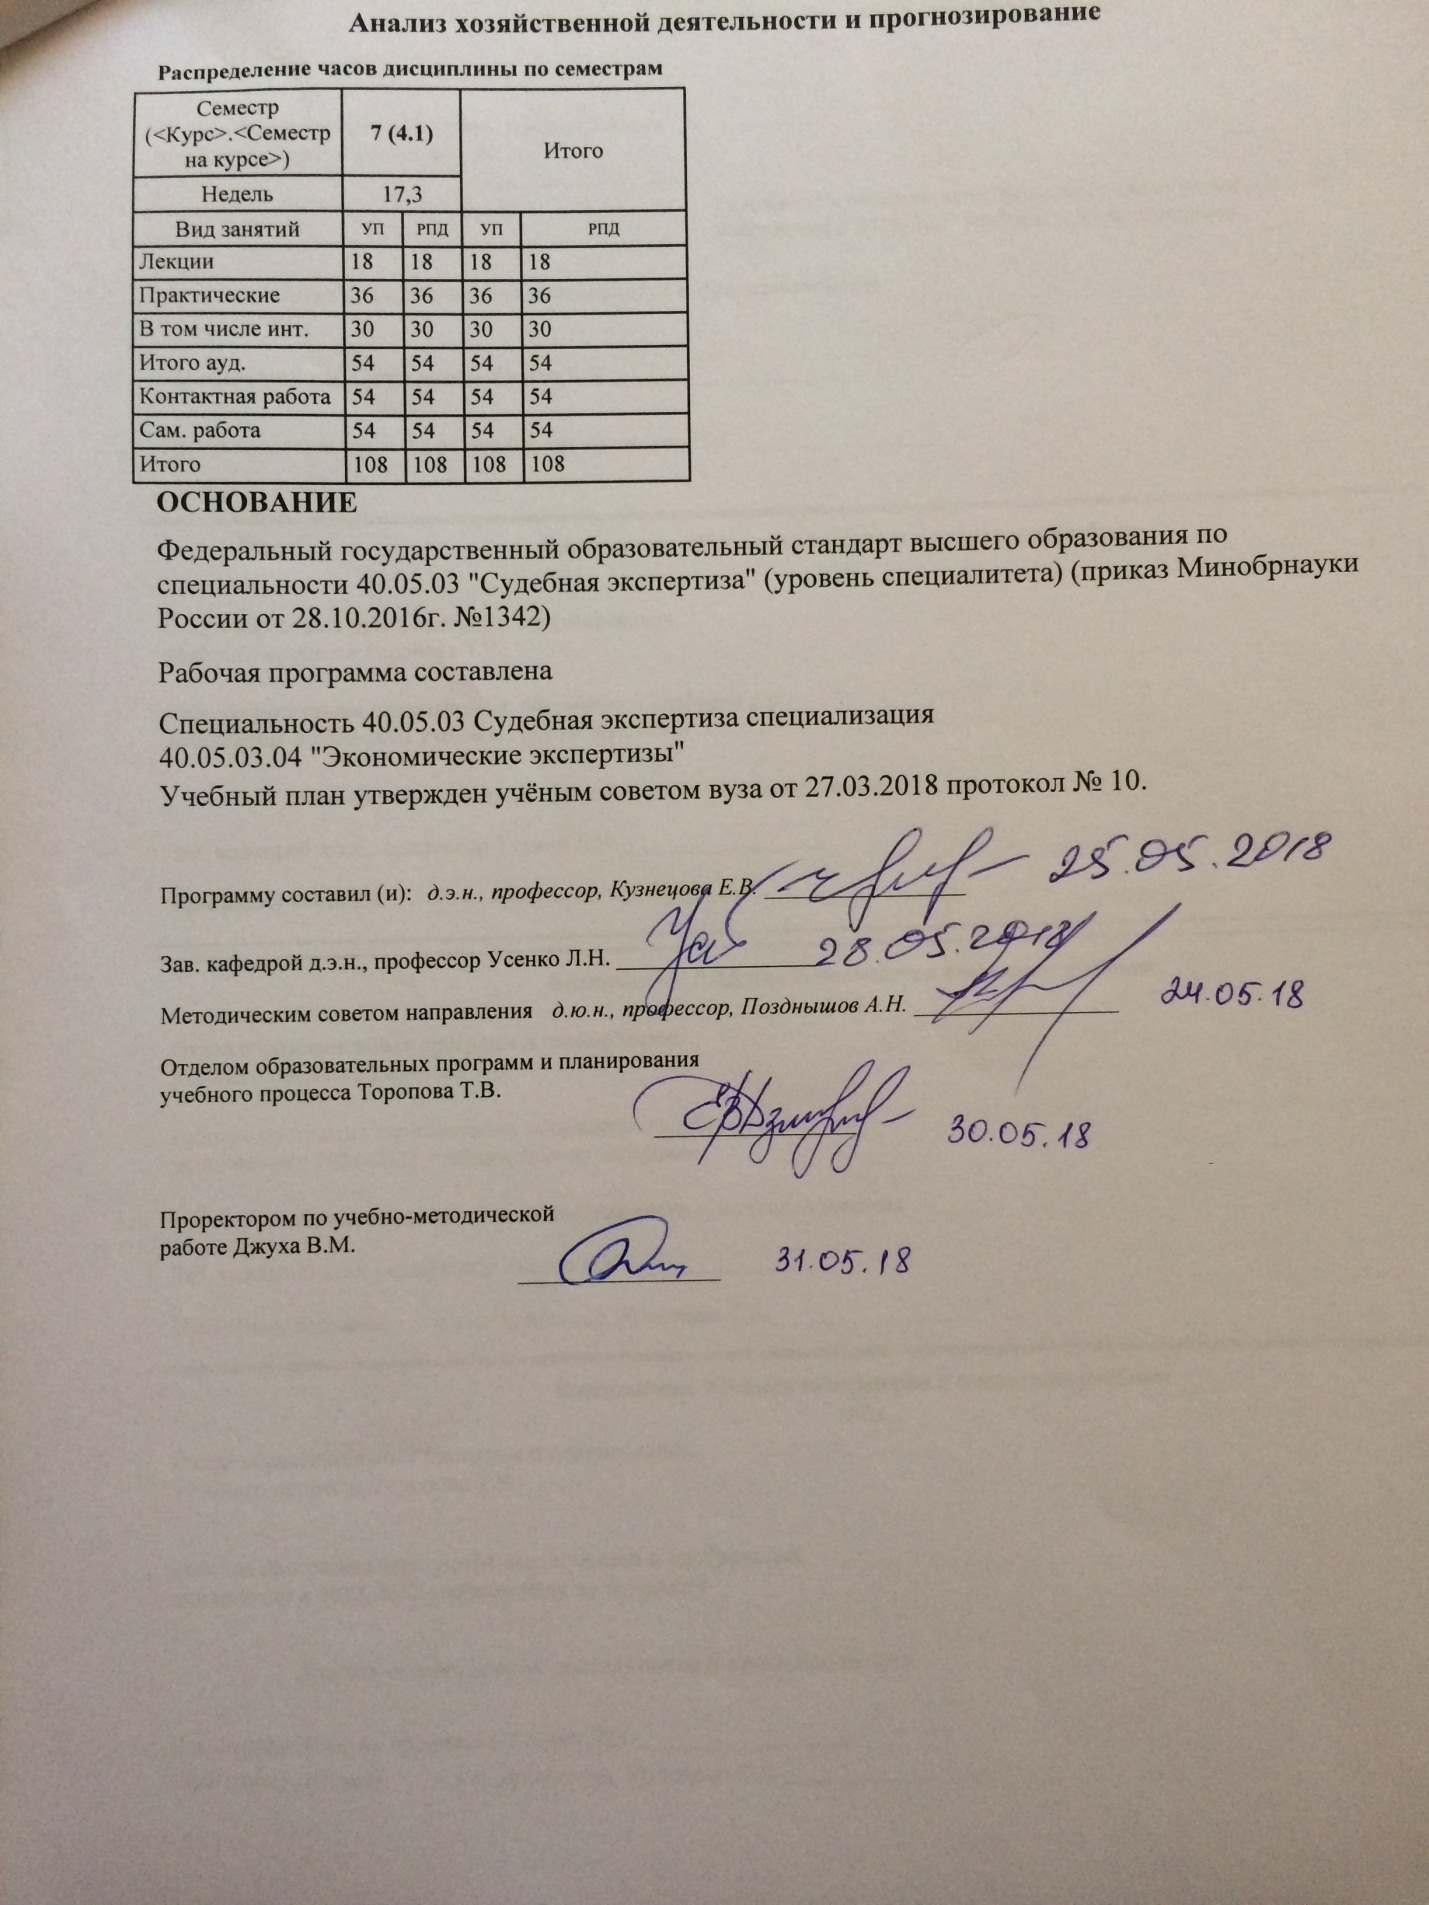 Анализ хозяйственной деятельности и прогнозирование
Распределение часов дисциплины по семестрам
Семестр (<Курс>.<Семестр на курсе>) 7 (4.1) Итого
Недель 17,3
Вид занятий УП РПД УП РПД
Лекции 18 18 18 18
Практические 36 36 36 36
В том числе инт. 30 30 30 30
Итого ауд. 54 54 54 54
Контактная работа 54 54 54 54
Сам. работа 54 54 54 54
Итого 108 108 108 108
ОСНОВАНИЕ
Федеральный государственный образовательный стандарт высшего образования по
специальности 40.05.03 "Судебная экспертиза" (уровень специалитета) (приказ Минобрнауки
России от 28.10.2016г. №1342)
Рабочая программа составлена
Специальность 40.05.03 Судебная экспертиза специализация
40.05.03.04 "Экономические экспертизы"
Учебный план утвержден учёным советом вуза от 27.03.2018 протокол № 10.
Программу составил (и): д.э.н., профессор, Кузнецова Е.В. 25.05.2018
Зав. кафедрой д.э.н., профессор Усенко Л.Н. 28.05.2018
Методическим советом направления д.ю.н., профессор, Позднышов А.Н. 24.05.18
Отделом образовательных программ и планирования
учебного процесса Торопова Т.В.
30.05.18
Проректором по учебно-методической
работе Джуха В.М.
31.05.18